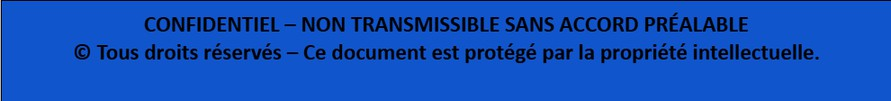 CONFIDENTIEL – NON TRANSMISSIBLE SANS ACCORD PRÉALABLE
© Tous droits réservés – Ce document est protégé par la propriété intellectuelle.